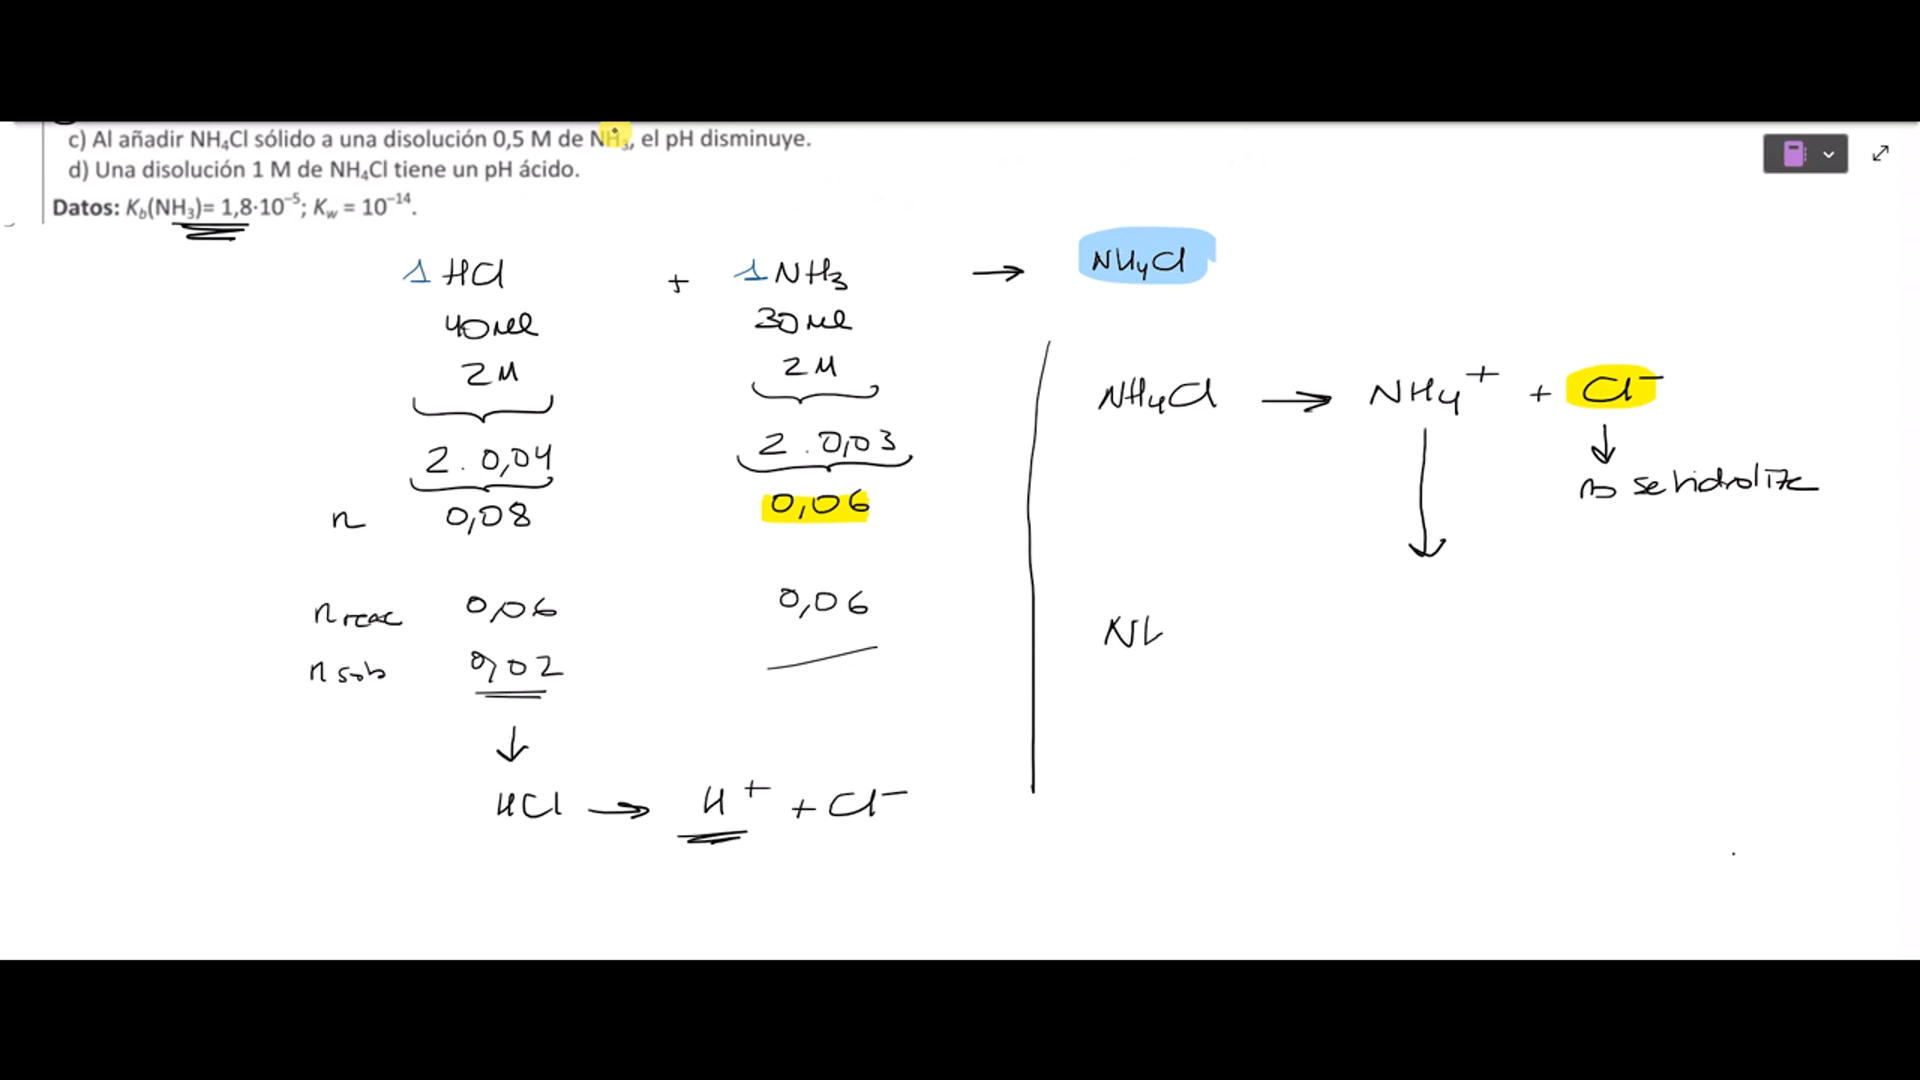 c) Al añadir NH₄Cl sólido a una disolución 0,5 M de NH₃, el pH disminuye.
d) Una disolución 1 M de NH₄Cl tiene un pH ácido.
Datos: K_b(NH₃)= 1,8·10⁻⁵; K_w = 10⁻¹⁴.
1 HCl + 1 NH₃ → NH₄Cl
40 ml 30 ml
2 M 2 M
2 . 0,04 2 . 0,03
n 0,08 0,06
n reac 0,06 0,06
n sob 0,02 —
↓
HCl → H⁺ + Cl⁻
NH₄Cl → NH₄⁺ + Cl⁻
↓ ↓
no se hidroliza